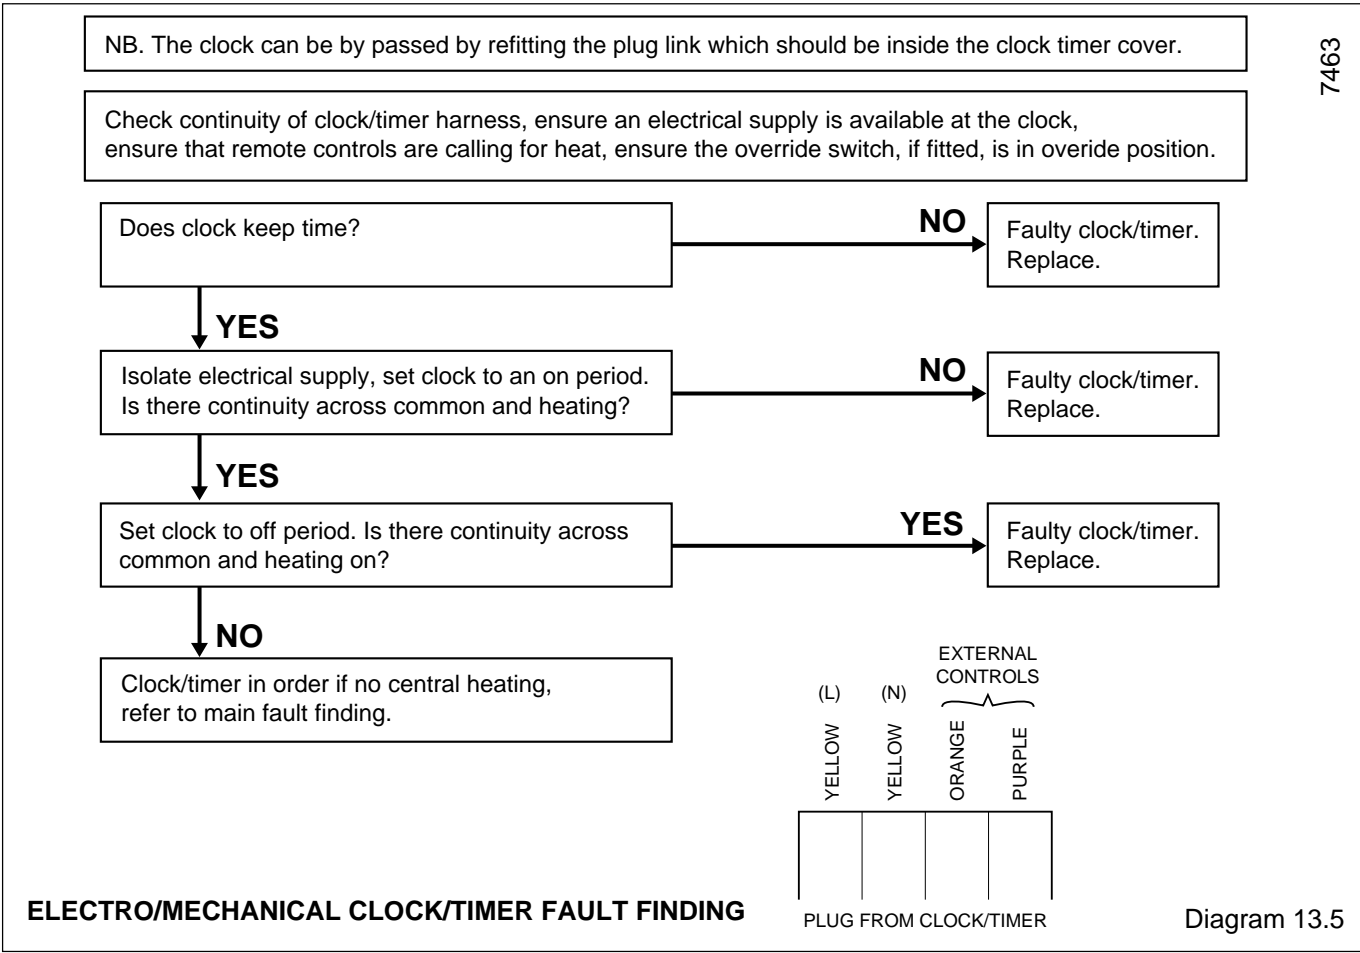 NB. The clock can be by passed by refitting the plug link which should be inside the clock timer cover.
7463
Check continuity of clock/timer harness, ensure an electrical supply is available at the clock,
ensure that remote controls are calling for heat, ensure the override switch, if fitted, is in overide position.
Does clock keep time?
NO
Faulty clock/timer.
Replace.
YES
Isolate electrical supply, set clock to an on period.
Is there continuity across common and heating?
NO
Faulty clock/timer.
Replace.
YES
Set clock to off period. Is there continuity across
common and heating on?
YES
Faulty clock/timer.
Replace.
NO
Clock/timer in order if no central heating,
refer to main fault finding.
EXTERNAL
CONTROLS
(L)
(N)
YELLOW
YELLOW
ORANGE
PURPLE
PLUG FROM CLOCK/TIMER
ELECTRO/MECHANICAL CLOCK/TIMER FAULT FINDING
Diagram 13.5